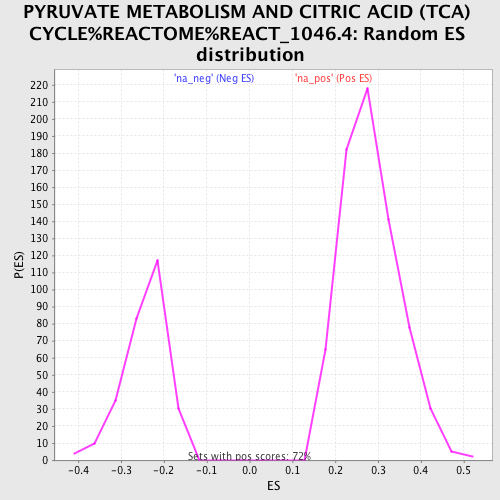 PYRUVATE METABOLISM AND CITRIC ACID (TCA)
CYCLE%REACTOME%REACT_1046.4: Random ES
distribution
'na_neg' (Neg ES) 'na_pos' (Pos ES)
220
210
200
190
180
170
160
150
140
130
120
110
100
90
80
70
60
50
40
30
20
10
0
P(ES)
Sets with pos scores: 72%
-0.4 -0.3 -0.2 -0.1 0.0 0.1 0.2 0.3 0.4 0.5
ES